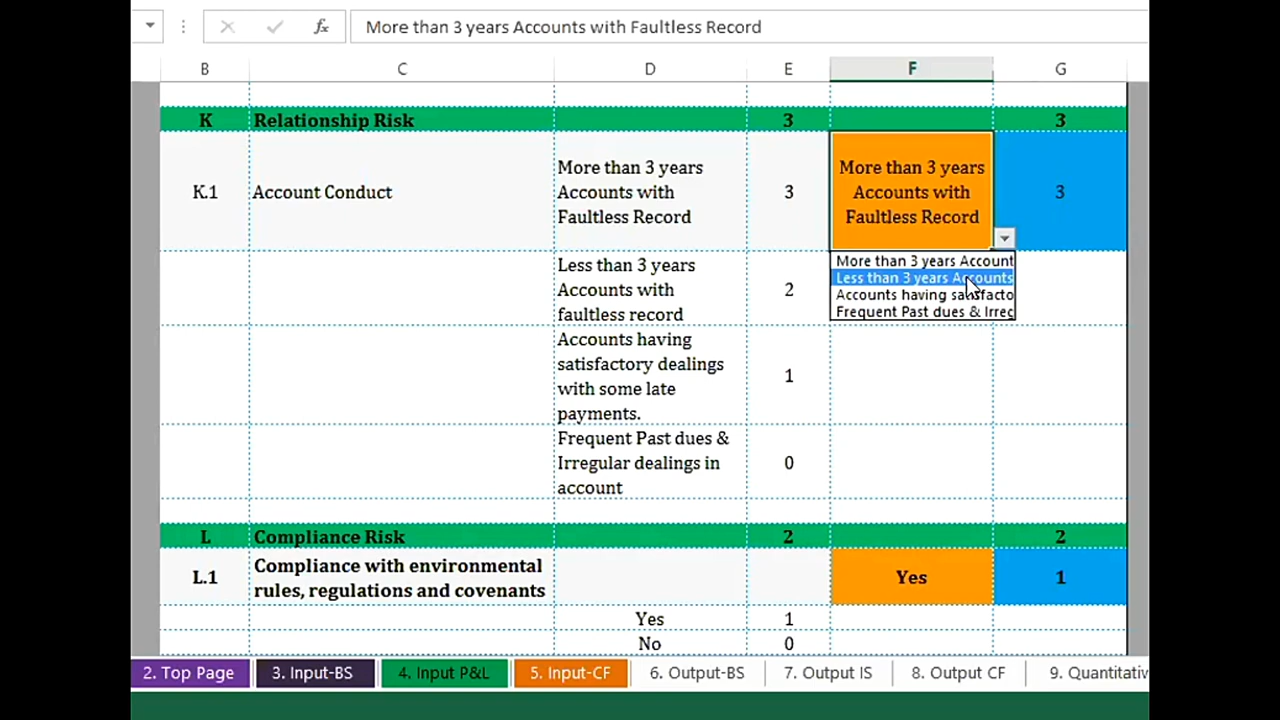 fx More than 3 years Accounts with Faultless Record
B C D E F G
K Relationship Risk 3 3
K.1 Account Conduct
More than 3 years
Accounts with
Faultless Record
3
More than 3 years
Accounts with
Faultless Record
3
More than 3 years Account
Less than 3 years Accounts
Accounts having satisfacto
Frequent Past dues & Irreg
Less than 3 years
Accounts with
faultless record
2
Accounts having
satisfactory dealings
with some late
payments.
1
Frequent Past dues &
Irregular dealings in
account
0
L Compliance Risk 2 2
L.1
Compliance with environmental
rules, regulations and covenants
Yes 1
Yes 1
No 0
2. Top Page 3. Input-BS 4. Input P&L 5. Input-CF 6. Output-BS 7. Output IS 8. Output CF 9. Quantitativ